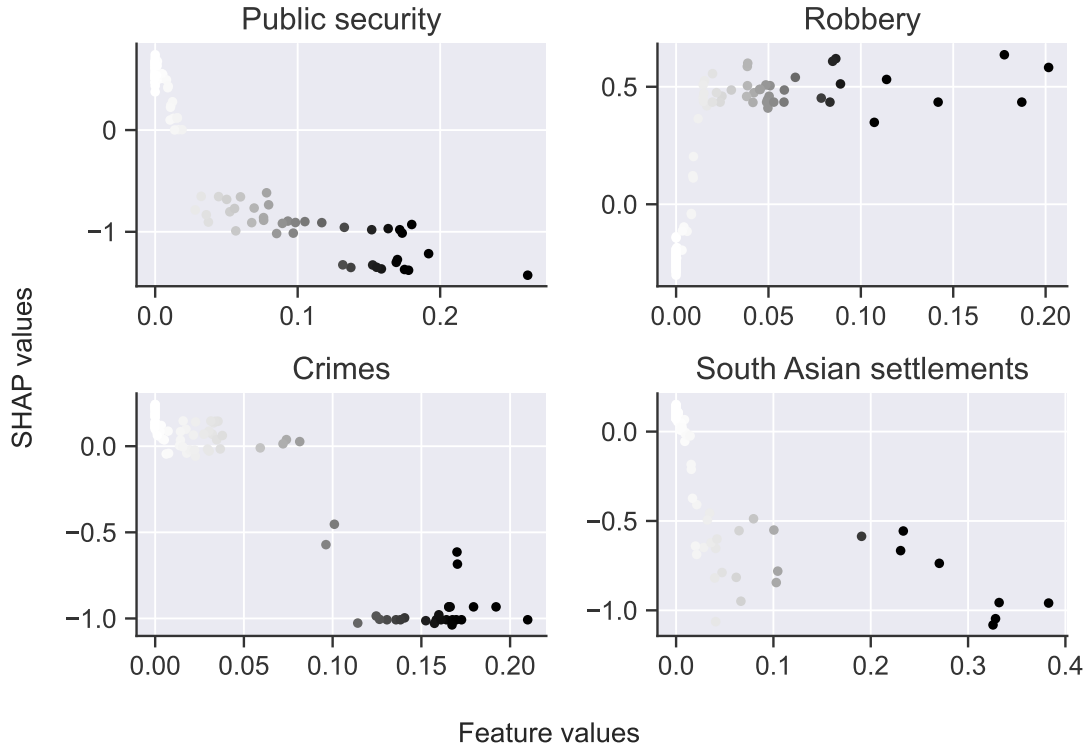 Public security
Robbery
0
−1
0.0 0.1 0.2
0.5
0.0
0.00 0.05 0.10 0.15 0.20
SHAP values
Crimes
South Asian settlements
0.0
−0.5
−1.0
0.00 0.05 0.10 0.15 0.20
0.0
−0.5
−1.0
0.0 0.1 0.2 0.3 0.4
Feature values